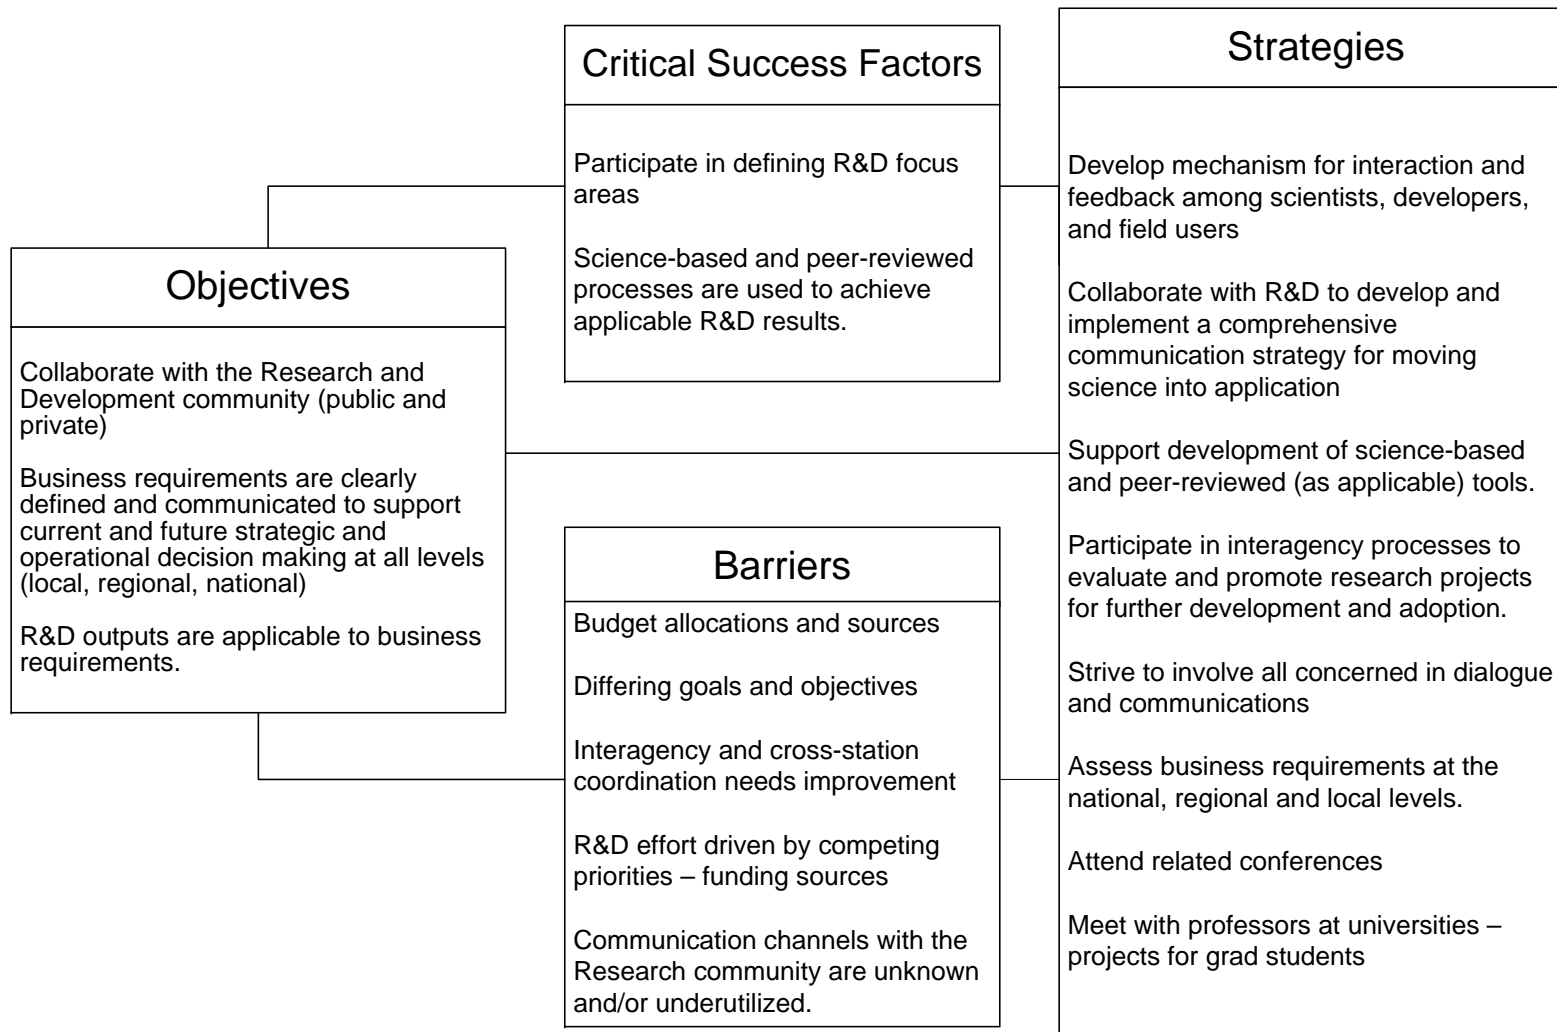 Objectives
Collaborate with the Research and
Development community (public and
private)
Business requirements are clearly
defined and communicated to support
current and future strategic and
operational decision making at all levels
(local, regional, national)
R&D outputs are applicable to business
requirements.
Critical Success Factors
Participate in defining R&D focus
areas
Science-based and peer-reviewed
processes are used to achieve
applicable R&D results.
Barriers
Budget allocations and sources
Differing goals and objectives
Interagency and cross-station
coordination needs improvement
R&D effort driven by competing
priorities – funding sources
Communication channels with the
Research community are unknown
and/or underutilized.
Strategies
Develop mechanism for interaction and
feedback among scientists, developers,
and field users
Collaborate with R&D to develop and
implement a comprehensive
communication strategy for moving
science into application
Support development of science-based
and peer-reviewed (as applicable) tools.
Participate in interagency processes to
evaluate and promote research projects
for further development and adoption.
Strive to involve all concerned in dialogue
and communications
Assess business requirements at the
national, regional and local levels.
Attend related conferences
Meet with professors at universities –
projects for grad students